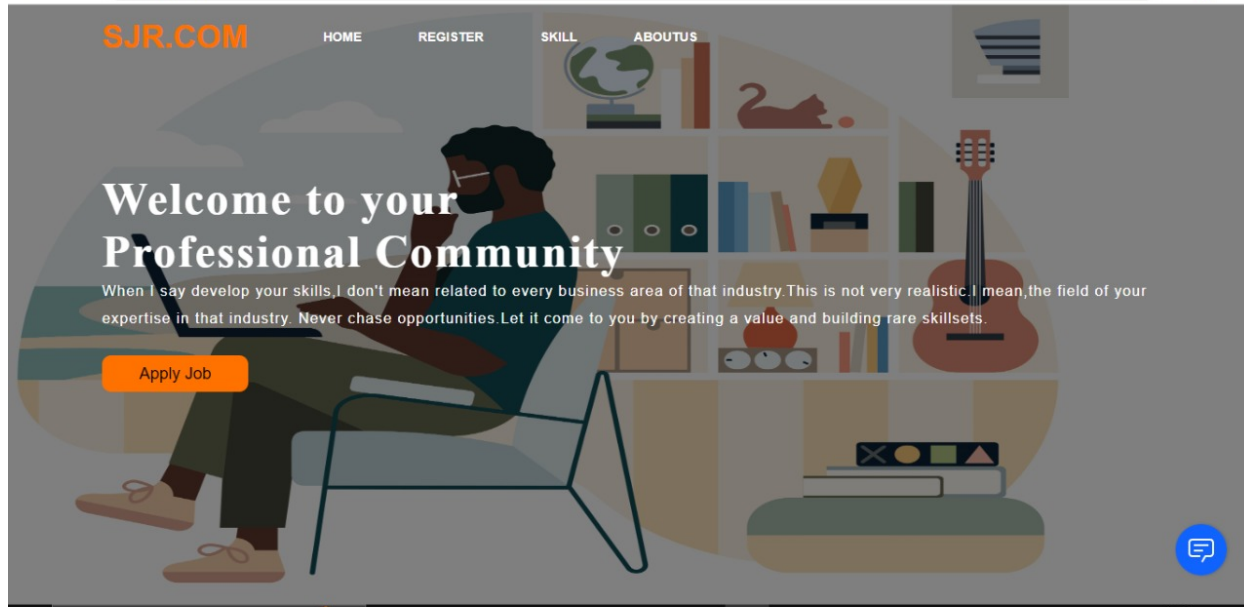 SJR.COM HOME REGISTER SKILL ABOUTUS
Welcome to your
Professional Community
When I say develop your skills,I don't mean related to every business area of that industry.This is not very realistic.I mean,the field of your
expertise in that industry. Never chase opportunities.Let it come to you by creating a value and building rare skillsets.
Apply Job